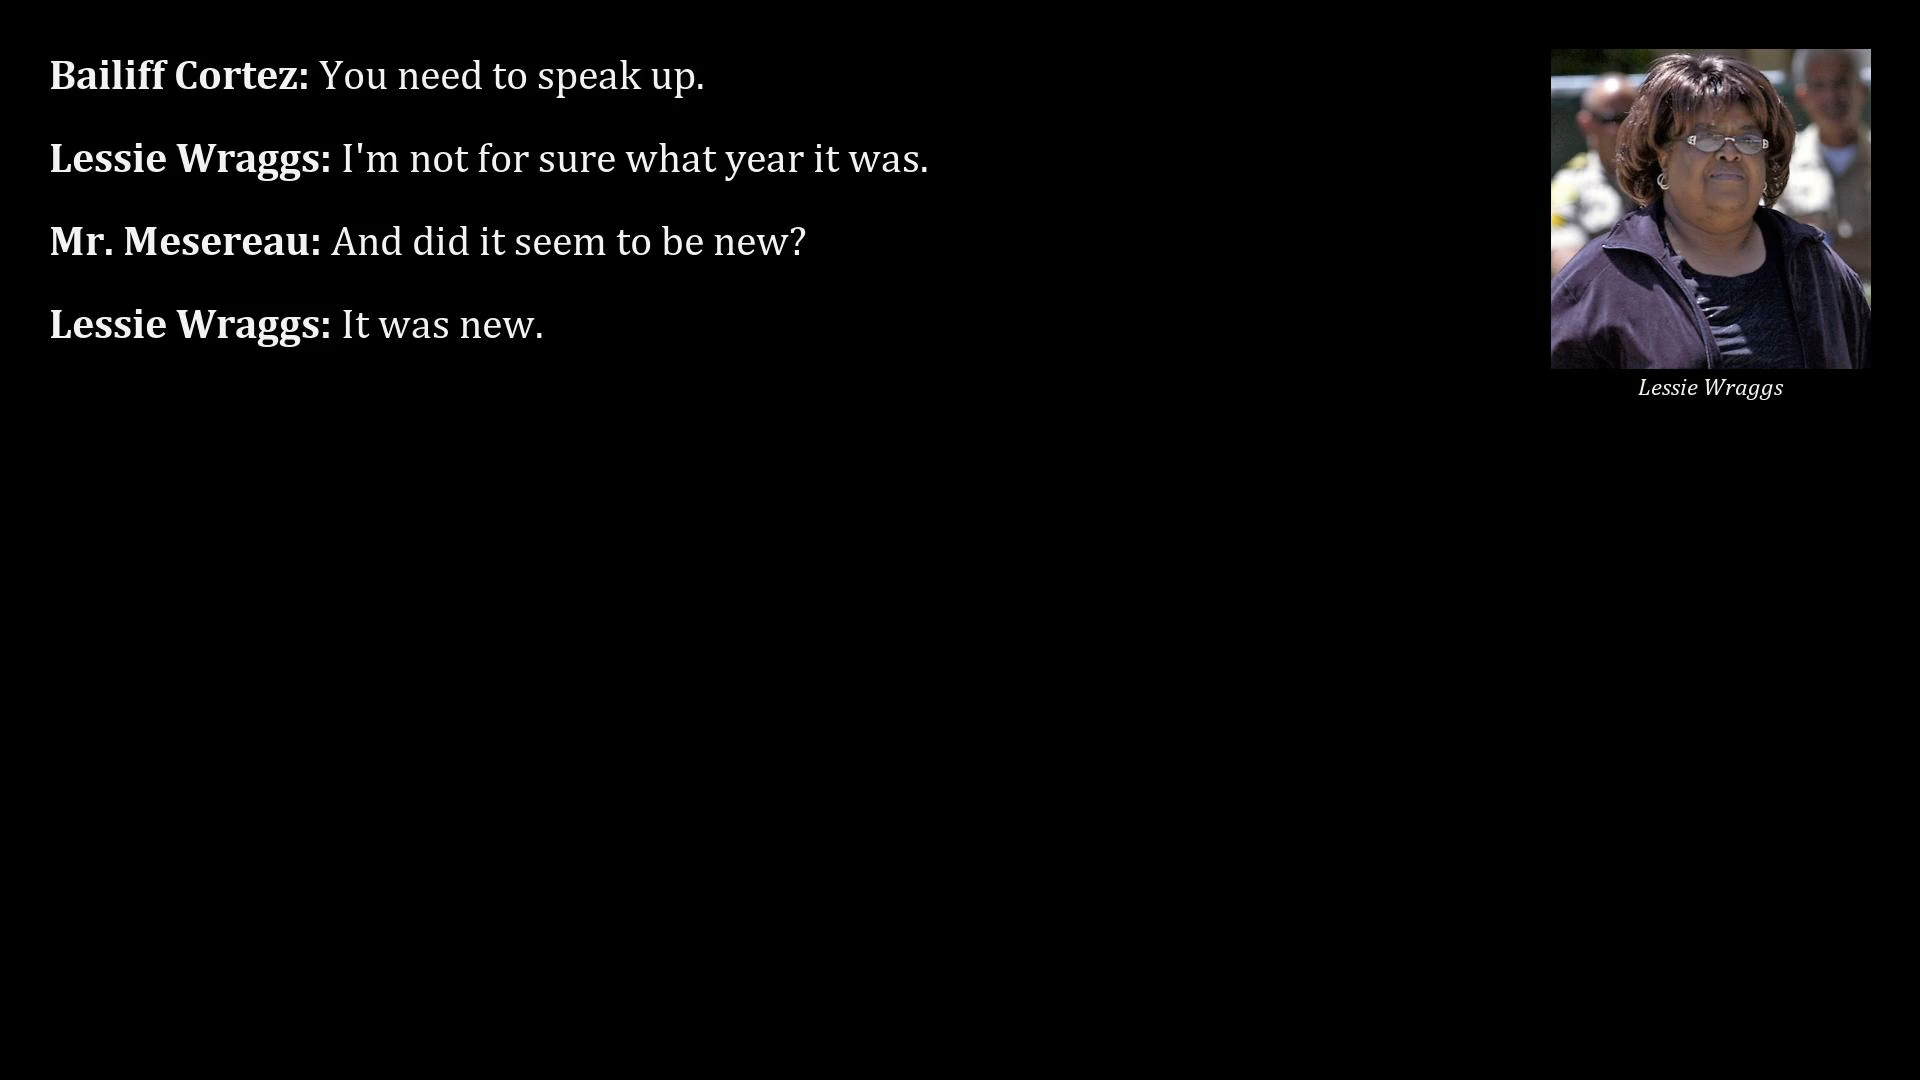 Bailiff Cortez: You need to speak up.
Lessie Wraggs: I'm not for sure what year it was.
Mr. Mesereau: And did it seem to be new?
Lessie Wraggs: It was new.
Lessie Wraggs